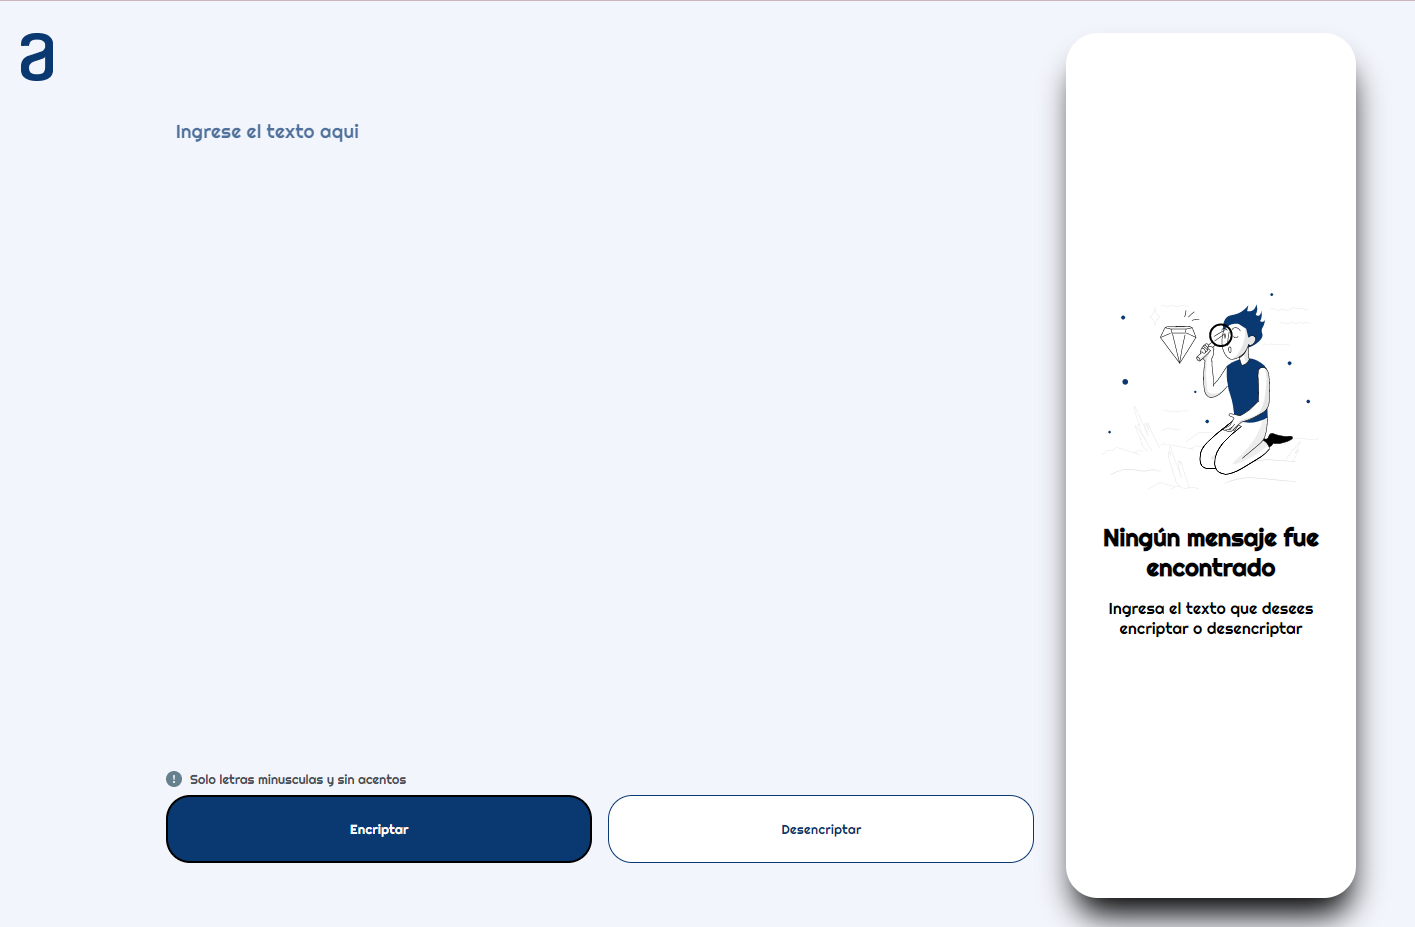 a
Ingrese el texto aqui
Solo letras minusculas y sin acentos
Encriptar
Desencriptar
Ningún mensaje fue
encontrado
Ingresa el texto que desees
encriptar o desencriptar